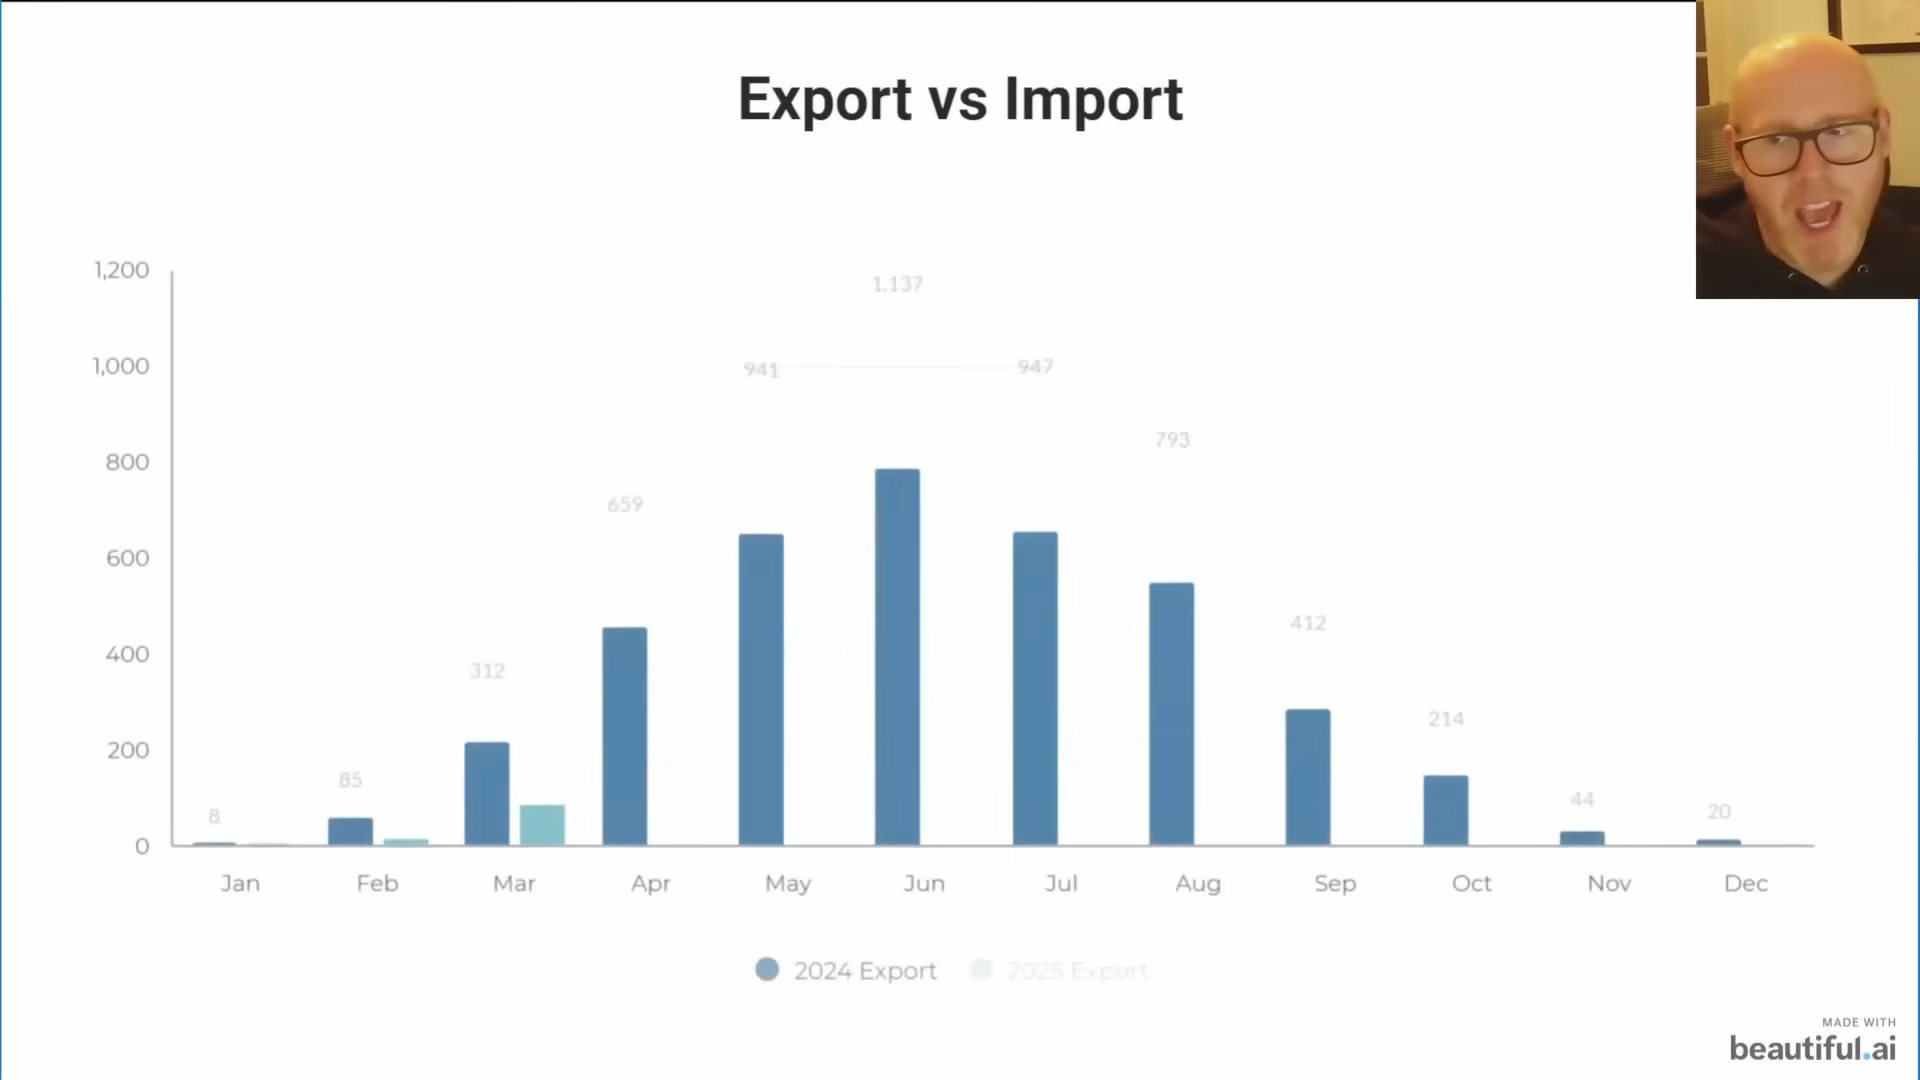 Export vs Import
1,200
1,000
800
600
400
200
0
8
85
312
659
941
1,137
947
793
412
214
44
20
Jan
Feb
Mar
Apr
May
Jun
Jul
Aug
Sep
Oct
Nov
Dec
2024 Export
2025 Export
MADE WITH
beautiful.ai